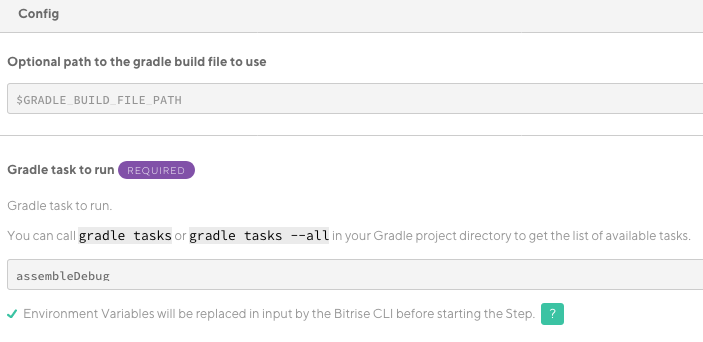 Config
Optional path to the gradle build file to use
$GRADLE_BUILD_FILE_PATH
Gradle task to run REQUIRED
Gradle task to run.
You can call gradle tasks or gradle tasks --all in your Gradle project directory to get the list of available tasks.
assembleDebug
Environment Variables will be replaced in input by the Bitrise CLI before starting the Step. ?